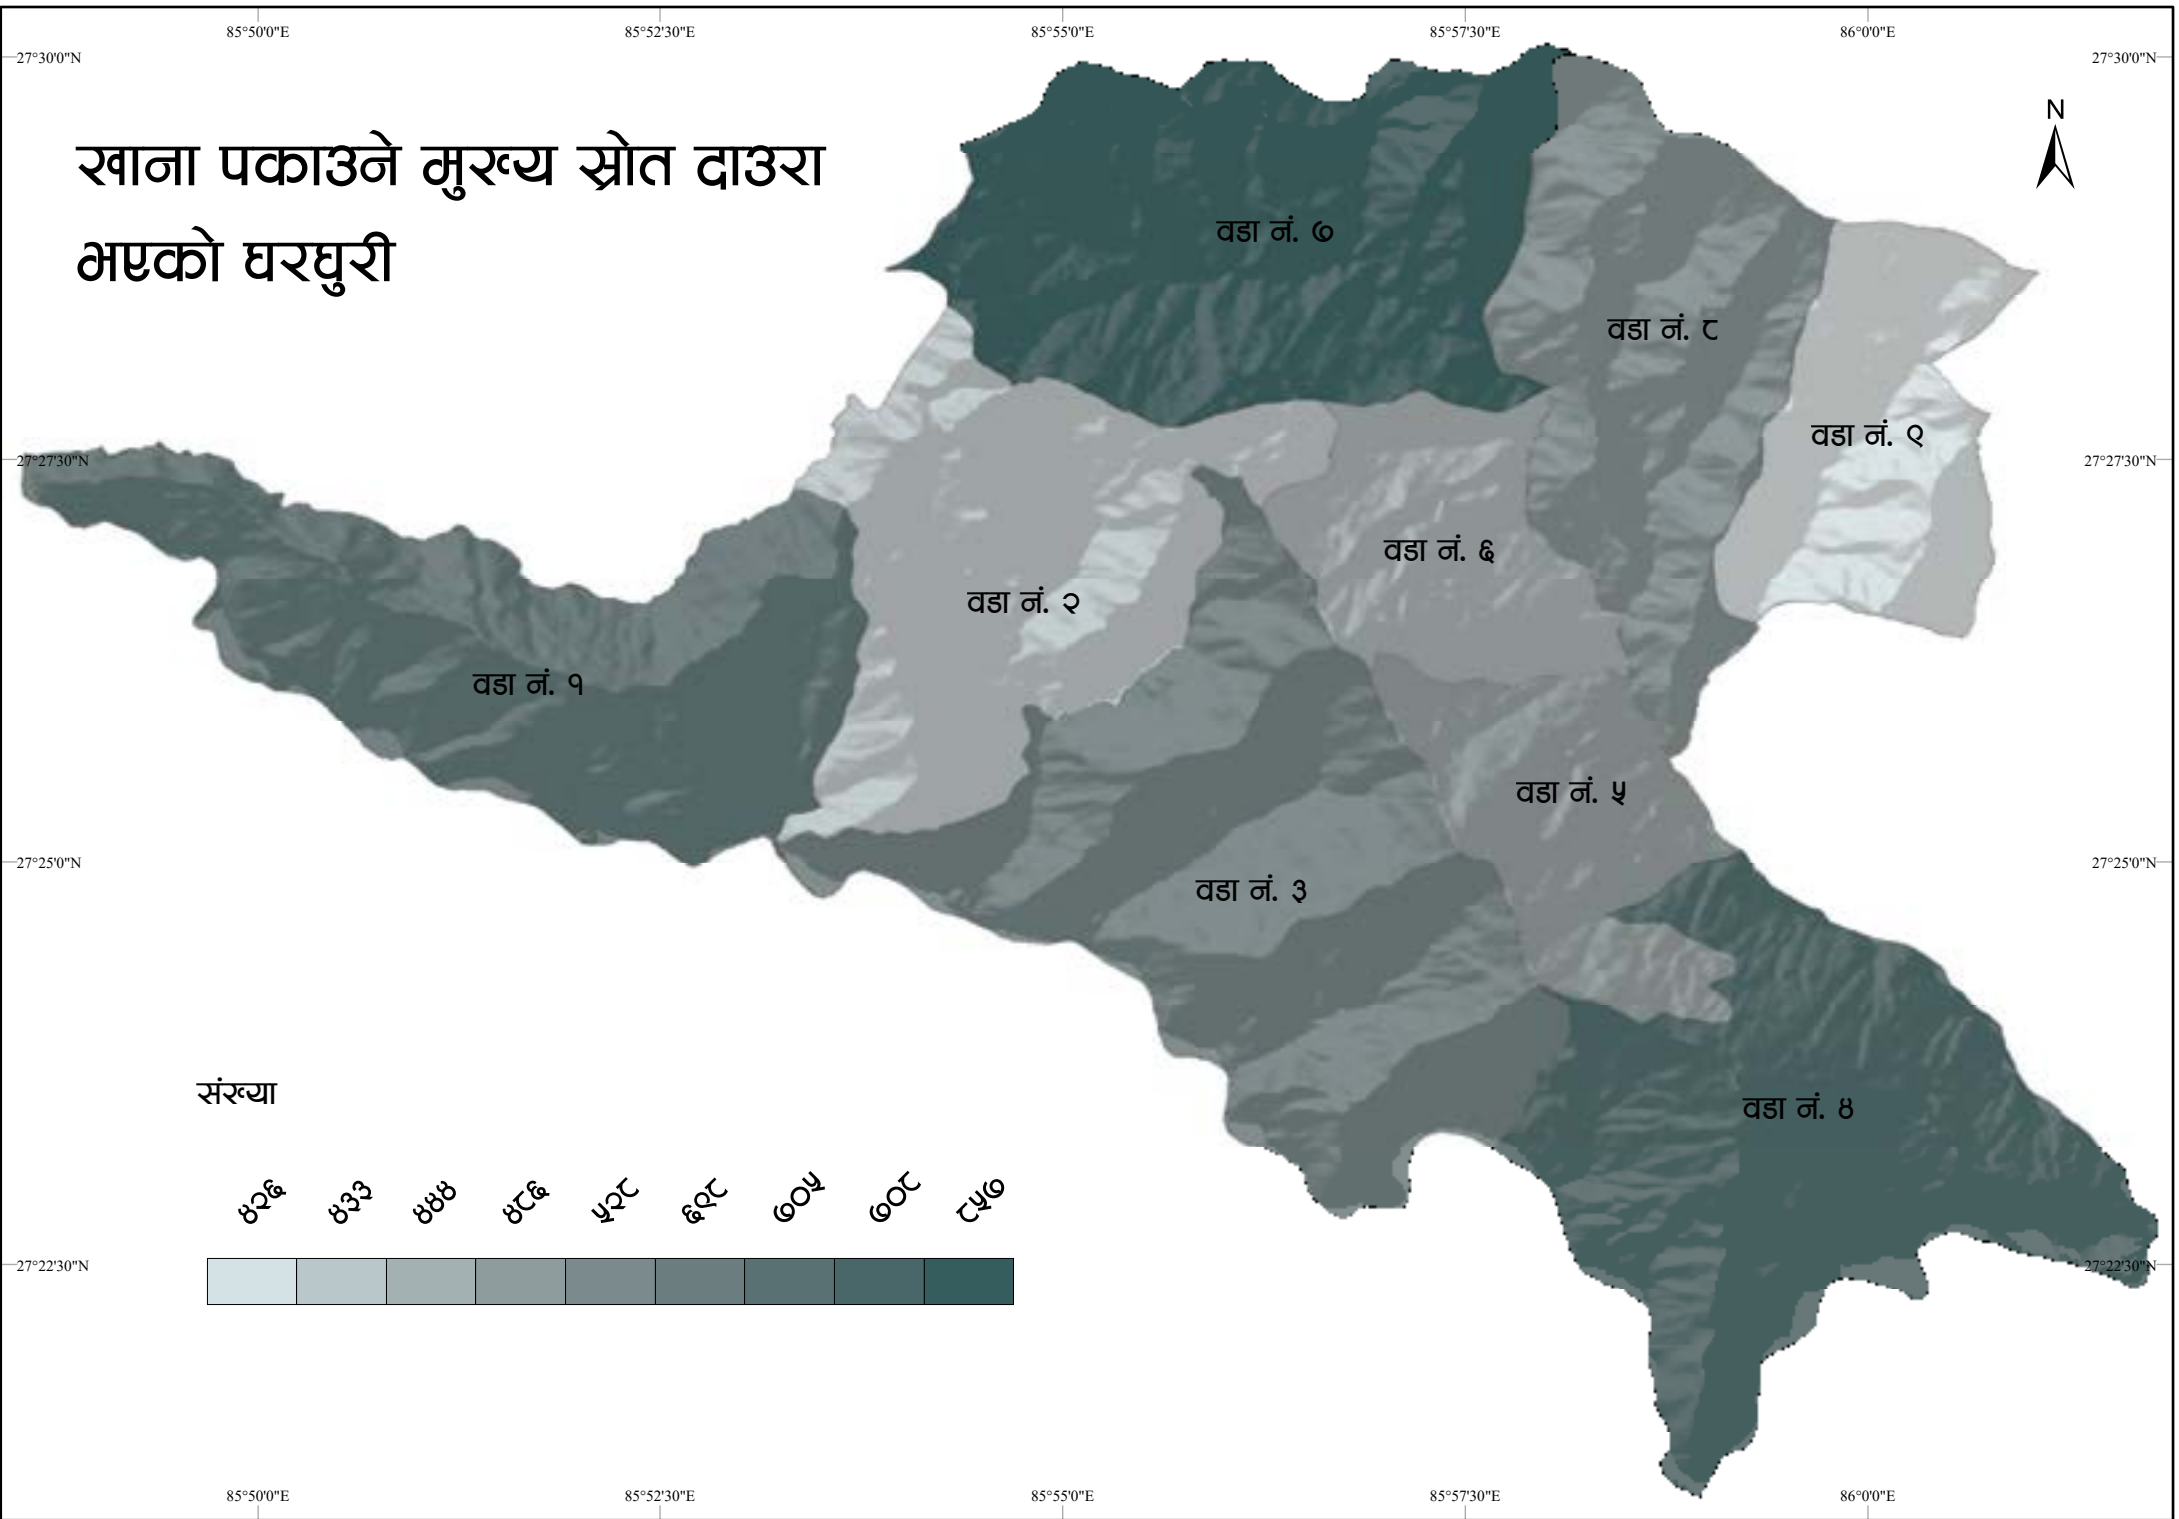 85°50'0"E 85°52'30"E 85°55'0"E 85°57'30"E 86°0'0"E
27°30'0"N 27°30'0"N
N
खाना पकाउने मुख्य स्रोत दाउरा
भएको घरघुरी
वडा नं. ७
वडा नं. ८
वडा नं. ९
27°27'30"N 27°27'30"N
वडा नं. ६
वडा नं. २
वडा नं. १
वडा नं. ५
27°25'0"N 27°25'0"N
वडा नं. ३
वडा नं. ४
संख्या
४२६ ४३३ ४४४ ४८६ ५२८ ६९८ ७०५ ७०८ ८५७
27°22'30"N 27°22'30"N
85°50'0"E 85°52'30"E 85°55'0"E 85°57'30"E 86°0'0"E